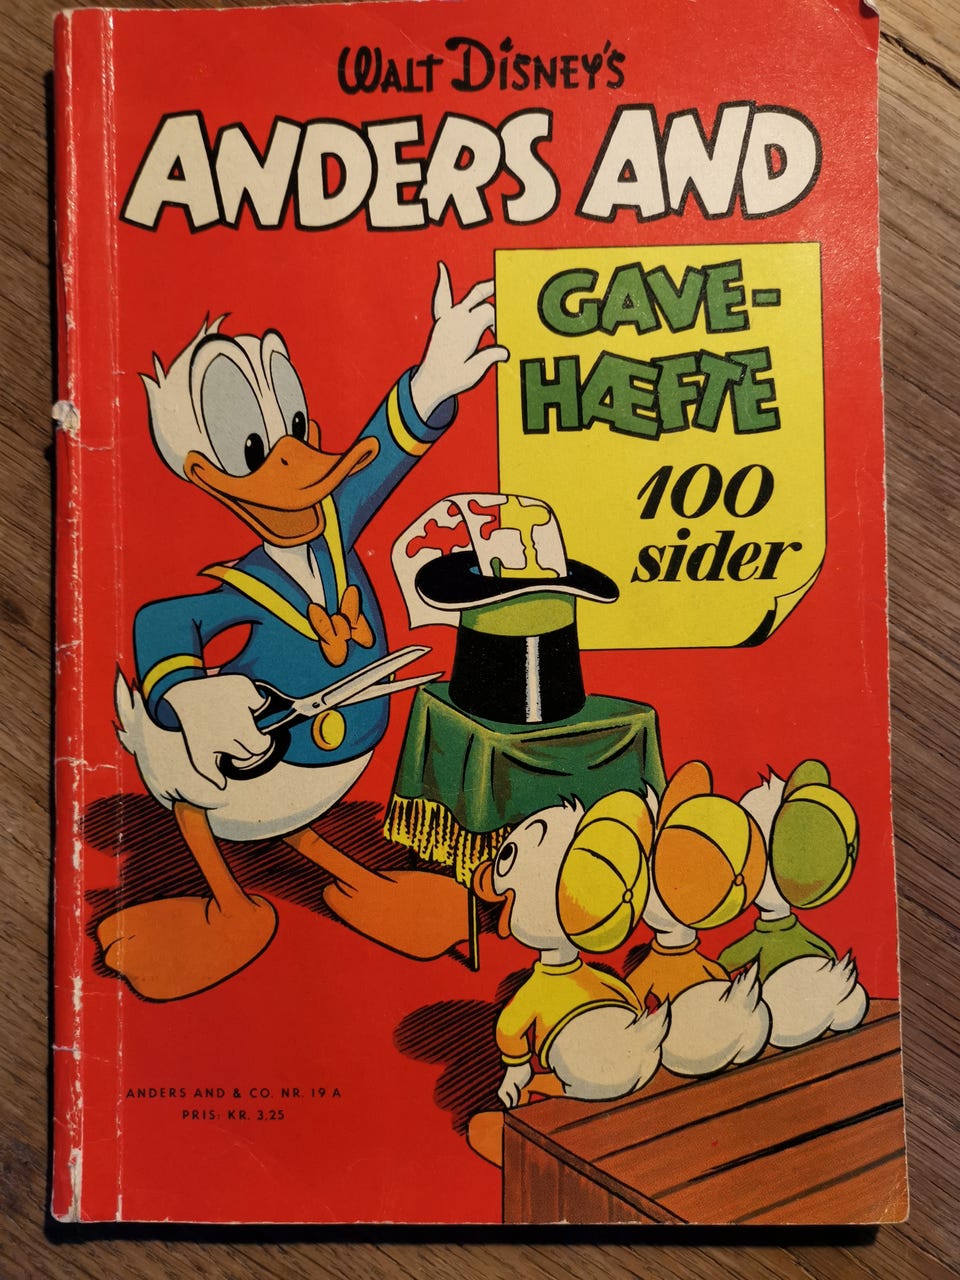 WALT DISNEY'S
ANDERS AND
GAVE-
HÆFTE
100
sider
ANDERS AND & CO. NR. 19 A
PRIS: KR. 3,25